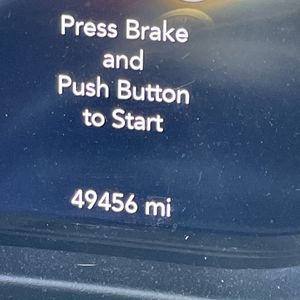 Press Brake
and
Push Button
to Start
49456 mi